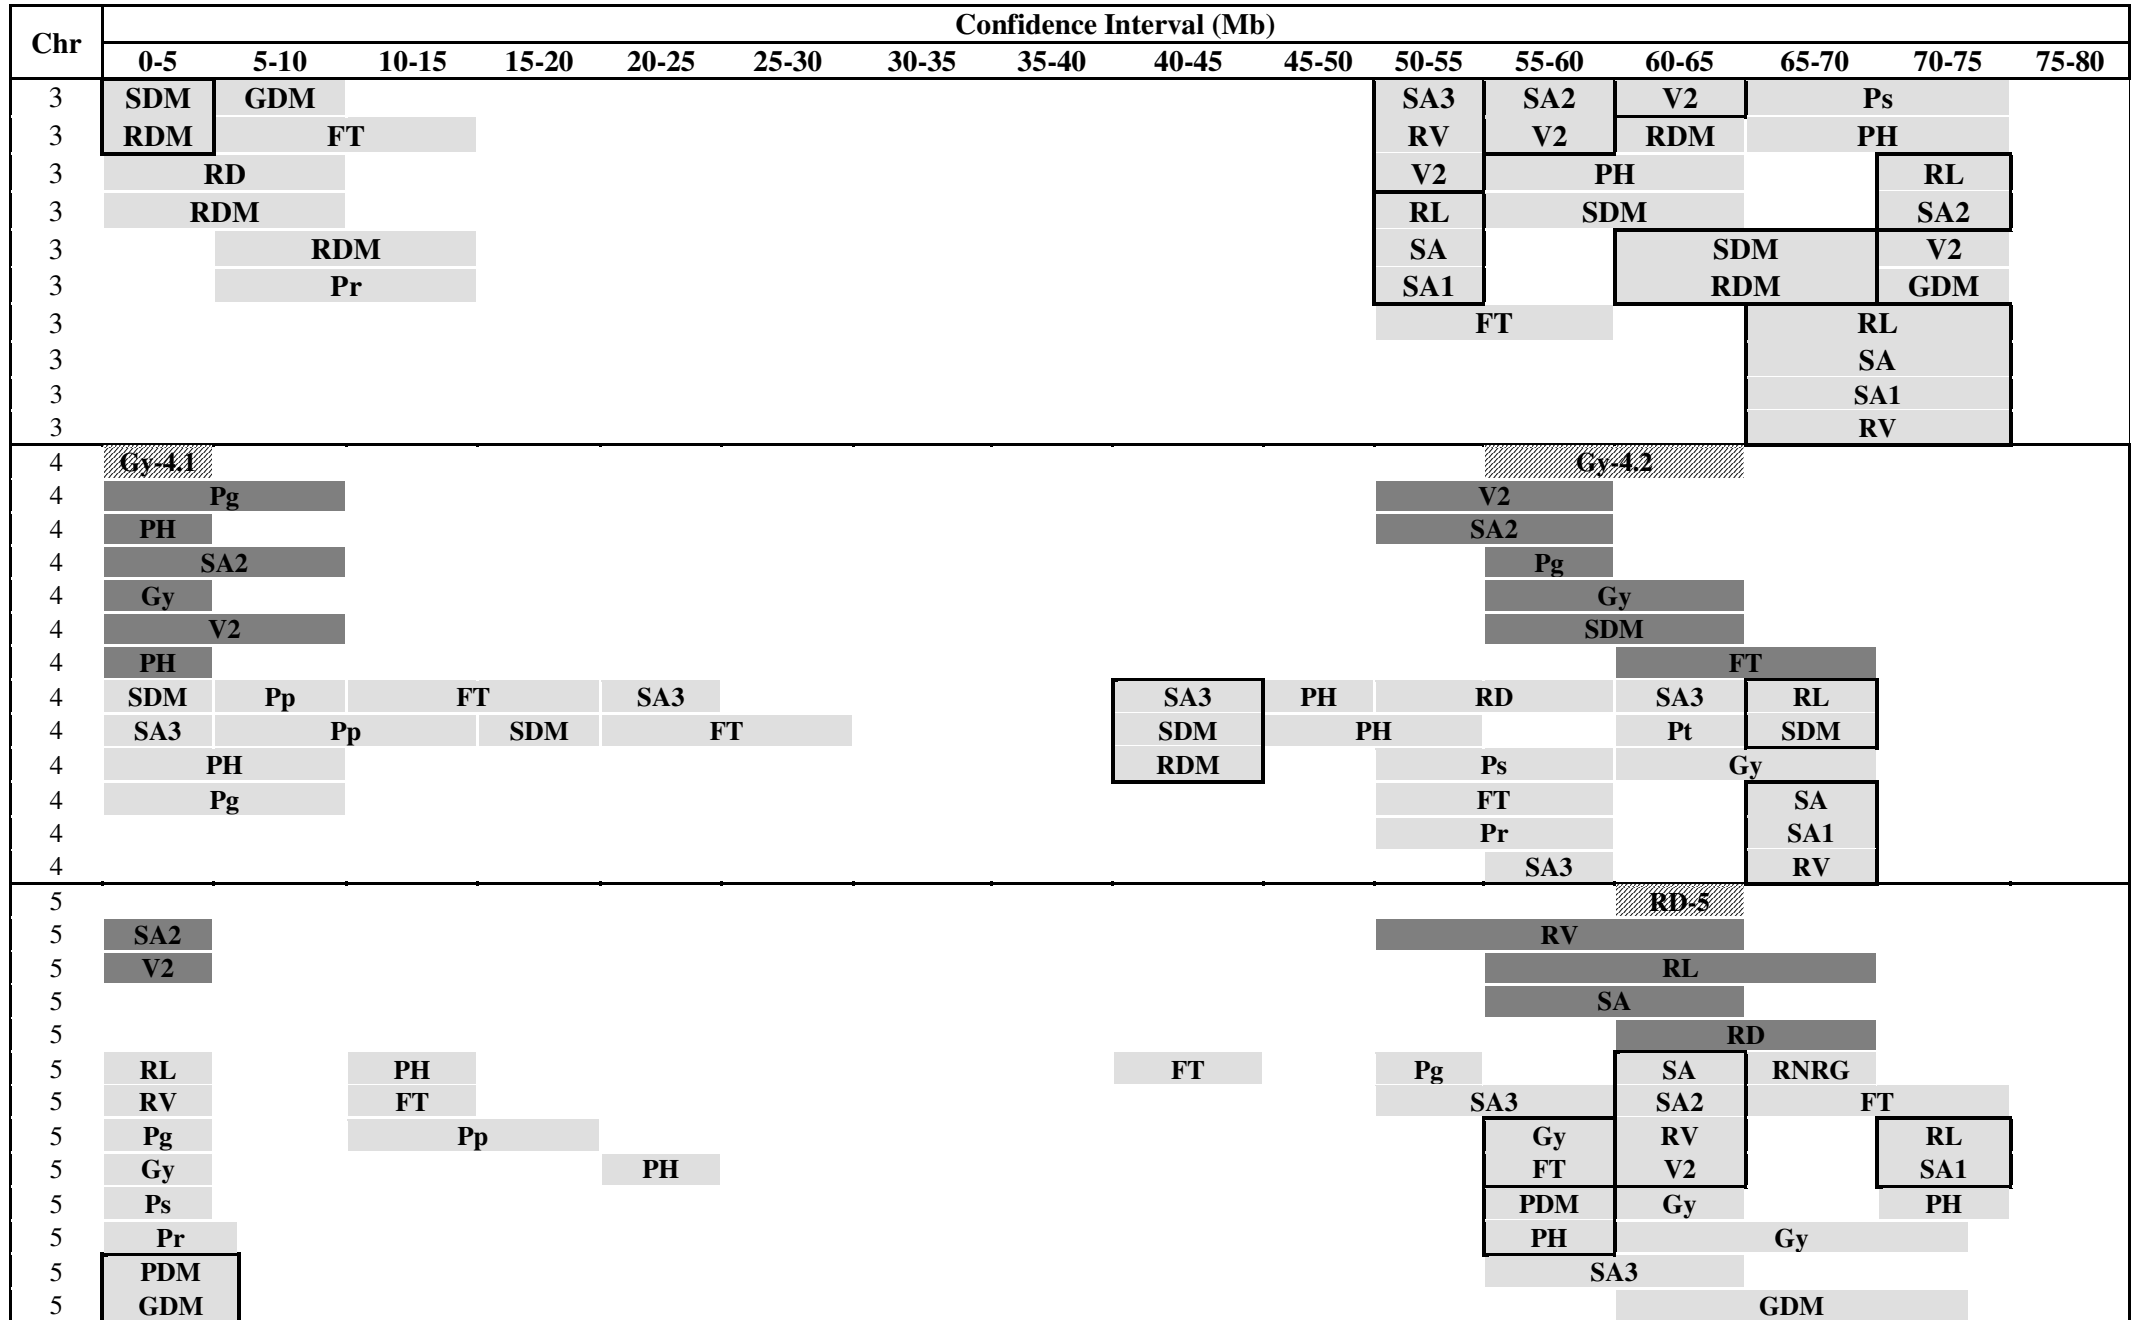 Chr Confidence Interval (Mb)
0-5 5-10 10-15 15-20 20-25 25-30 30-35 35-40 40-45 45-50 50-55 55-60 60-65 65-70 70-75 75-80
3 SDM GDM SA3 SA2 V2 Ps
3 RDM FT RV V2 RDM PH
3 RD V2 PH RL
3 RDM RL SDM SA2
3 RDM SA SDM V2
3 Pr SA1 RDM GDM
3 FT RL
3 SA
3 SA1
3 RV
4 Gy-4.1 Gy-4.2
4 Pg V2
4 PH SA2
4 SA2 Pg
4 Gy Gy
4 V2 SDM
4 PH FT
4 SDM Pp FT SA3 SA3 PH RD SA3 RL
4 SA3 Pp SDM FT SDM PH Pt SDM
4 PH RDM Ps Gy
4 Pg FT SA
4 Pr SA1
4 SA3 RV
5 RD-5
5 SA2 RV
5 V2 RL
5 SA
5 RD
5 RL PH FT Pg SA RNRG
5 RV FT SA3 SA2 FT
5 Pg Pp Gy RV RL
5 Gy PH FT V2 SA1
5 Ps PDM Gy PH
5 Pr PH Gy
5 PDM SA3
5 GDM GDM